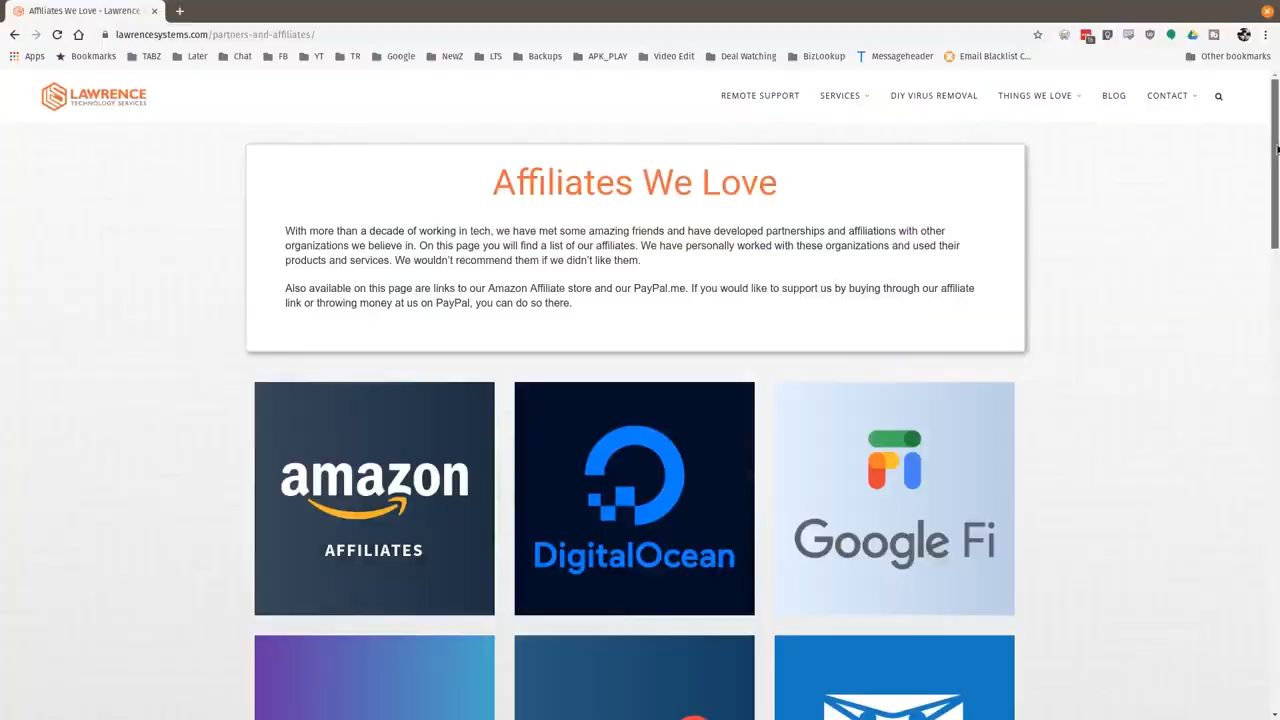 Affiliates We Love - Lawrence
lawrencesystems.com/partners-and-affiliates/
Apps Bookmarks TABZ Later Chat FB YT TR Google NewZ LTS Backups APK_PLAY Video Edit Deal Watching BizLookup Messageheader Email Blacklist C... Other bookmarks
LAWRENCE
TECHNOLOGY SERVICES
REMOTE SUPPORT SERVICES DIY VIRUS REMOVAL THINGS WE LOVE BLOG CONTACT
Affiliates We Love
With more than a decade of working in tech, we have met some amazing friends and have developed partnerships and affiliations with other
organizations we believe in. On this page you will find a list of our affiliates. We have personally worked with these organizations and used their
products and services. We wouldn't recommend them if we didn't like them.
Also available on this page are links to our Amazon Affiliate store and our PayPal.me. If you would like to support us by buying through our affiliate
link or throwing money at us on PayPal, you can do so there.
amazon
AFFILIATES
DigitalOcean
Google Fi